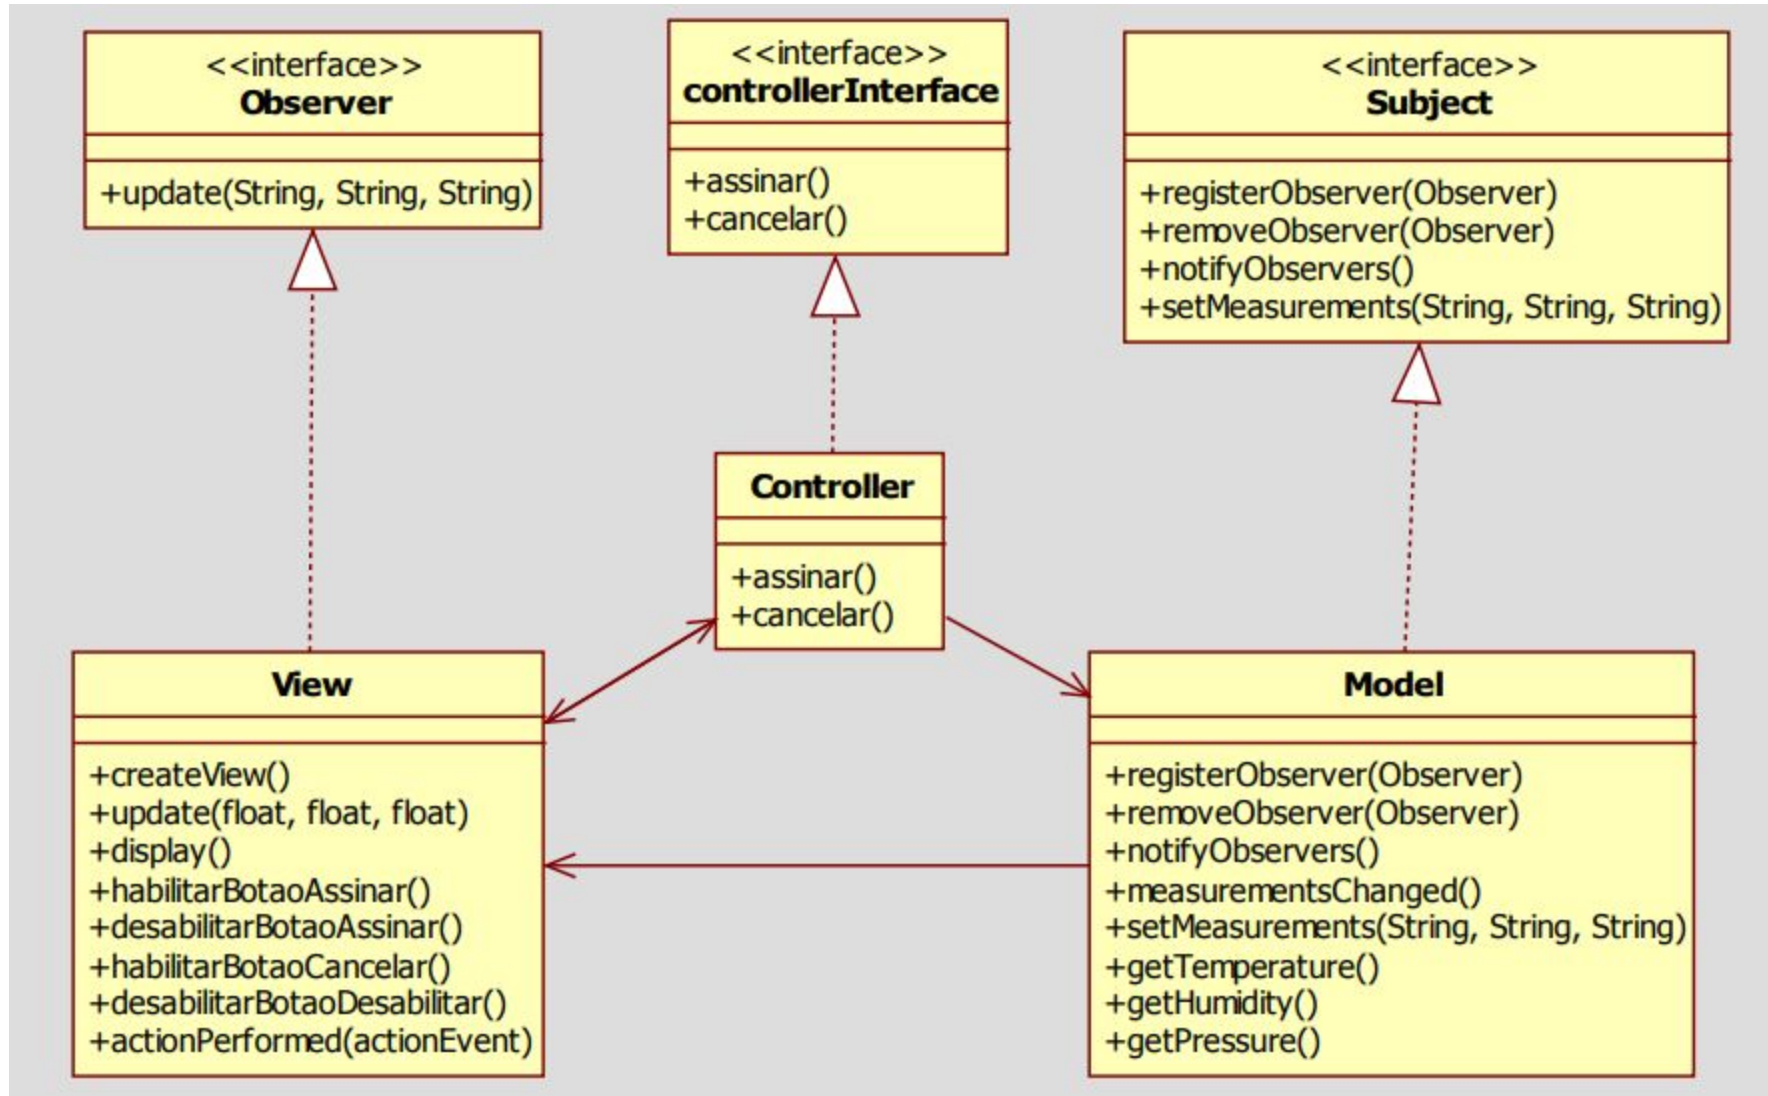 <<interface>>
Observer
+update(String, String, String)
<<interface>>
controllerInterface
+assinar()
+cancelar()
<<interface>>
Subject
+registerObserver(Observer)
+removeObserver(Observer)
+notifyObservers()
+setMeasurements(String, String, String)
Controller
+assinar()
+cancelar()
View
+createView()
+update(float, float, float)
+display()
+habilitarBotaoAssinar()
+desabilitarBotaoAssinar()
+habilitarBotaoCancelar()
+desabilitarBotaoDesabilitar()
+actionPerformed(actionEvent)
Model
+registerObserver(Observer)
+removeObserver(Observer)
+notifyObservers()
+measurementsChanged()
+setMeasurements(String, String, String)
+getTemperature()
+getHumidity()
+getPressure()